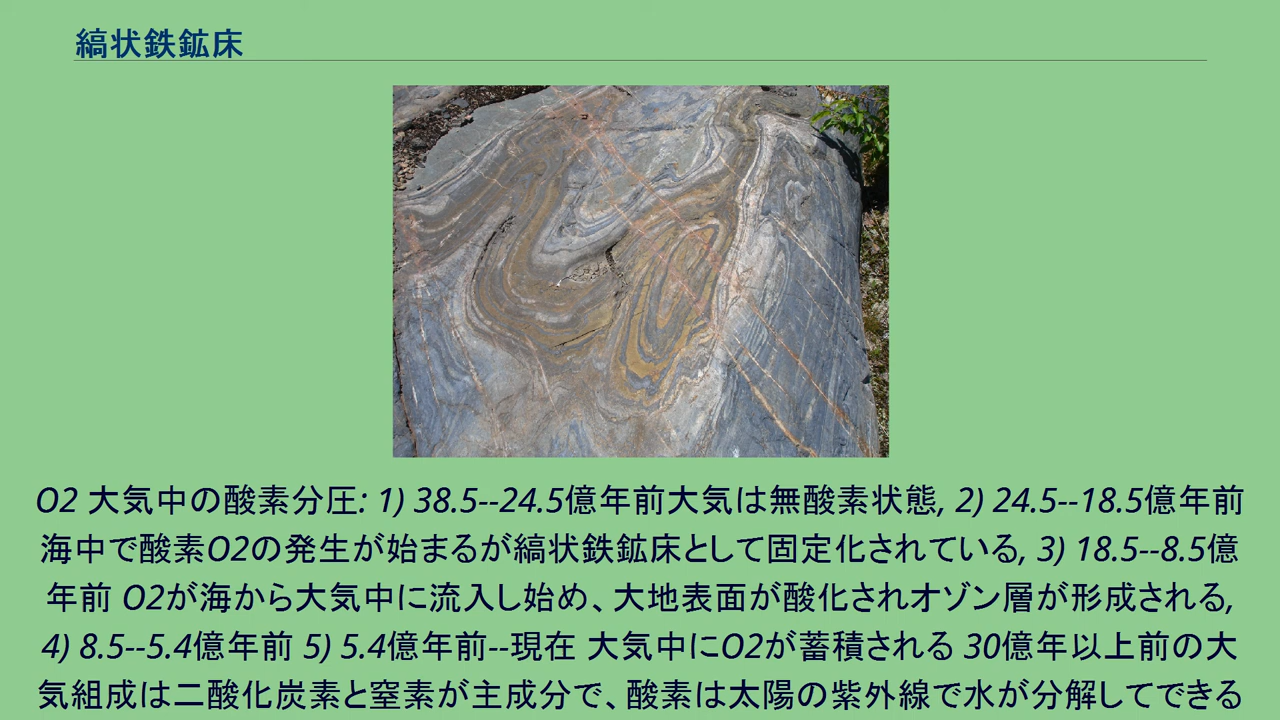 縞状鉄鉱床
O2 大気中の酸素分圧: 1) 38.5--24.5億年前大気は無酸素状態, 2) 24.5--18.5億年前
海中で酸素O2の発生が始まるが縞状鉄鉱床として固定化されている, 3) 18.5--8.5億
年前 O2が海から大気中に流入し始め、大地表面が酸化されオゾン層が形成される,
4) 8.5--5.4億年前 5) 5.4億年前--現在 大気中にO2が蓄積される 30億年以上前の大
気組成は二酸化炭素と窒素が主成分で、酸素は太陽の紫外線で水が分解してできる